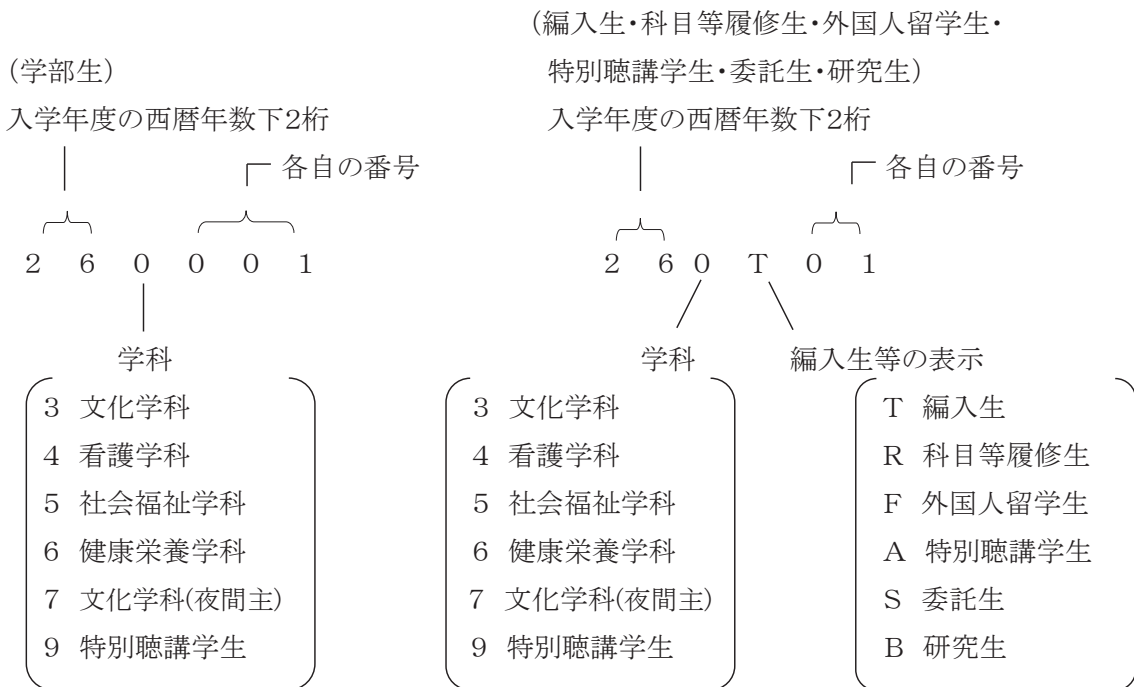 (学部生)
入学年度の西暦年数下2桁
各自の番号
2 6 0 0 0 1
学科
3 文化学科
4 看護学科
5 社会福祉学科
6 健康栄養学科
7 文化学科(夜間主)
9 特別聴講学生
(編入生・科目等履修生・外国人留学生・
特別聴講学生・委託生・研究生)
入学年度の西暦年数下2桁
各自の番号
2 6 0 T 0 1
学科
3 文化学科
4 看護学科
5 社会福祉学科
6 健康栄養学科
7 文化学科(夜間主)
9 特別聴講学生
編入生等の表示
T 編入生
R 科目等履修生
F 外国人留学生
A 特別聴講学生
S 委託生
B 研究生